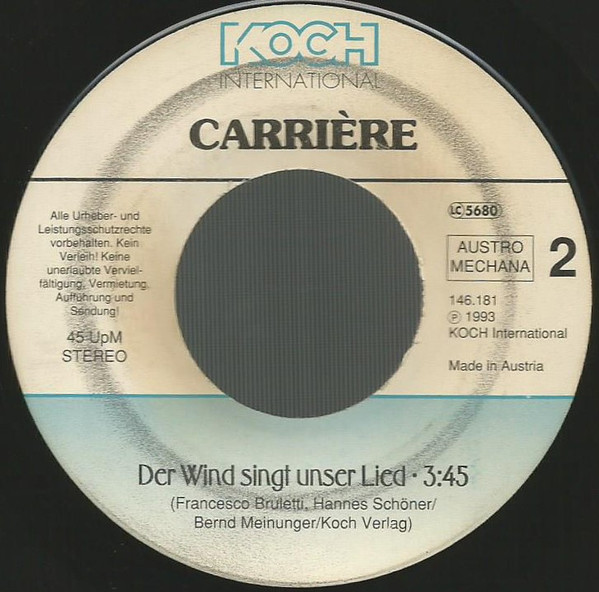 KOCH
INTERNATIONAL
CARRIÈRE
Alle Urheber- und
Leistungsschutzrechte
vorbehalten. Kein
Verleih! Keine
unerlaubte Verviel-
fältigung, Vermietung,
Aufführung und
Sendung!
45 UpM
STEREO
LC 5680
AUSTRO
MECHANA
2
146.181
℗ 1993
KOCH International
Made in Austria
Der Wind singt unser Lied · 3:45
(Francesco Bruletti, Hannes Schöner/
Bernd Meinunger/Koch Verlag)